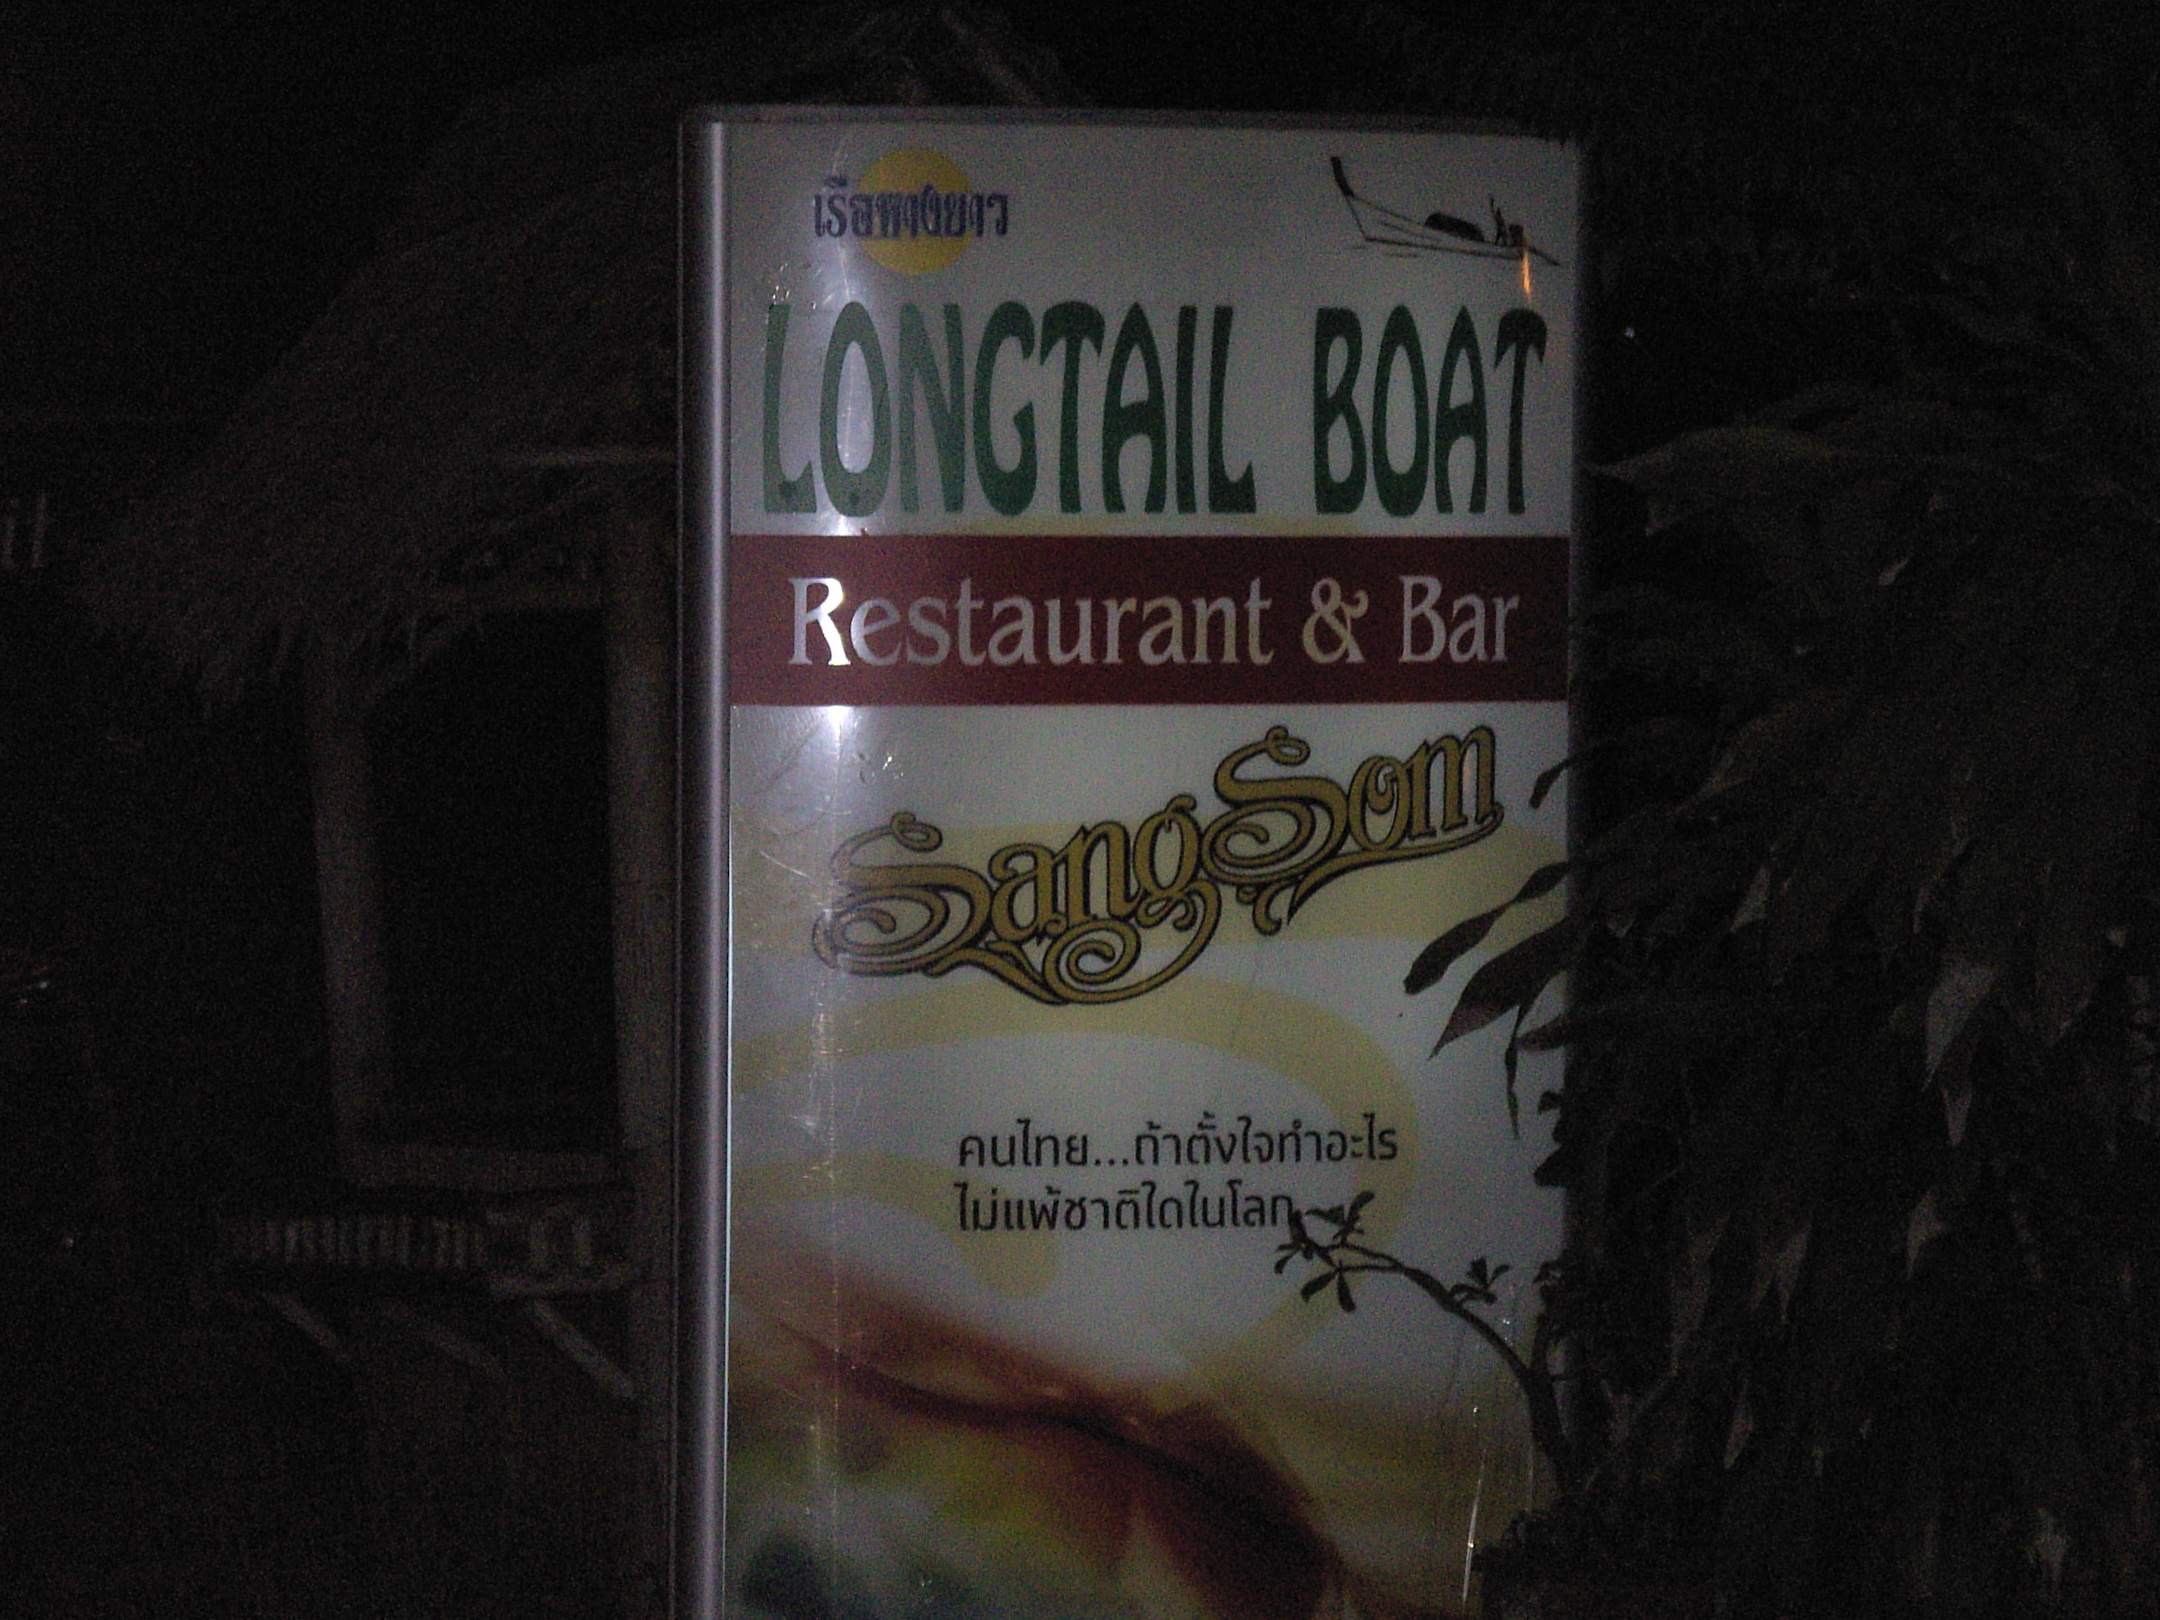 เรือหางยาว
LONGTAIL BOAT
Restaurant & Bar
SangSom
คนไทย...ถ้าตั้งใจทำอะไร
ไม่แพ้ชาติใดในโลก